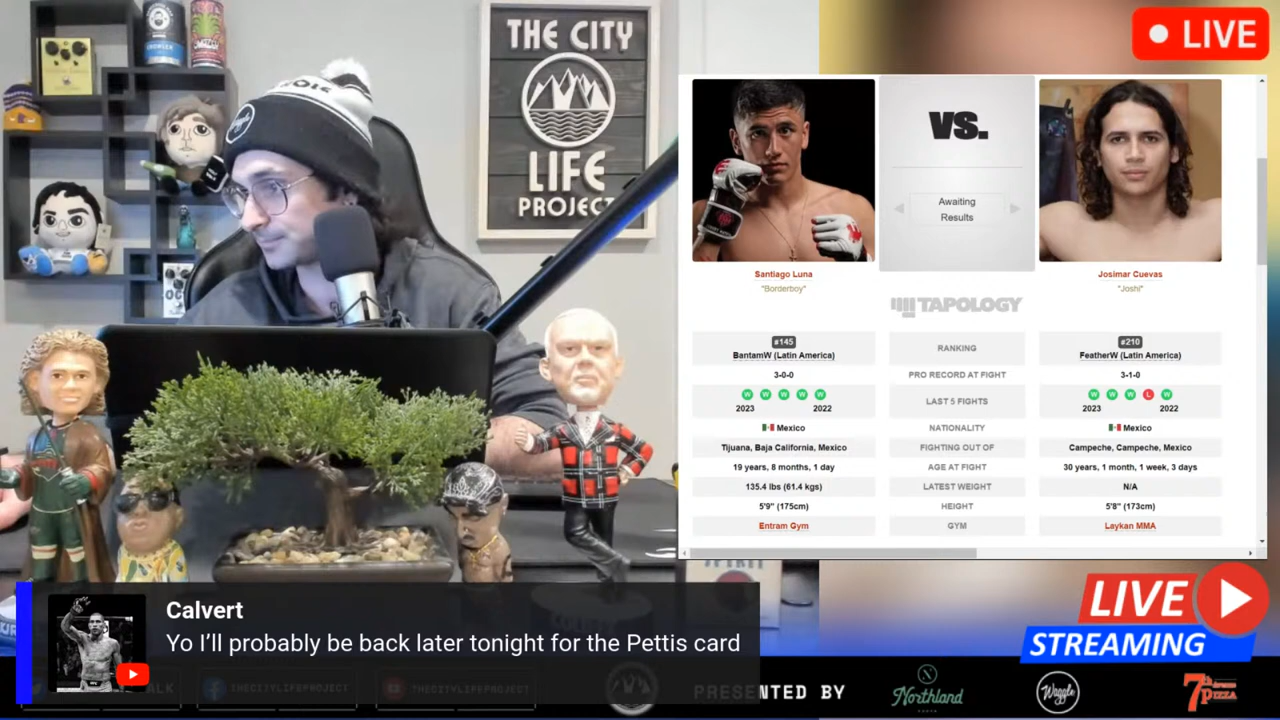 THE CITY
LIFE
PROJECT
LIVE
VS.
Awaiting
Results
Santiago Luna
"Borderboy"
Josimar Cuevas
"Joshi"
TAPOLOGY
#145
BantamW (Latin America)
RANKING
#210
FeatherW (Latin America)
3-0-0
PRO RECORD AT FIGHT
3-1-0
W W W W W
2023 2022
LAST 5 FIGHTS
W W W L W
2023 2022
Mexico
NATIONALITY
Mexico
Tijuana, Baja California, Mexico
FIGHTING OUT OF
Campeche, Campeche, Mexico
19 years, 8 months, 1 day
AGE AT FIGHT
30 years, 1 month, 1 week, 3 days
135.4 lbs (61.4 kgs)
LATEST WEIGHT
N/A
5'9" (175cm)
HEIGHT
5'8" (173cm)
Entram Gym
GYM
Laykan MMA
Calvert
Yo I’ll probably be back later tonight for the Pettis card
LIVE
STREAMING
THECITYLIFEPROJECT
THECITYLIFEPROJECT
PRESENTED BY
Northland
Waggle
7th
PIZZA